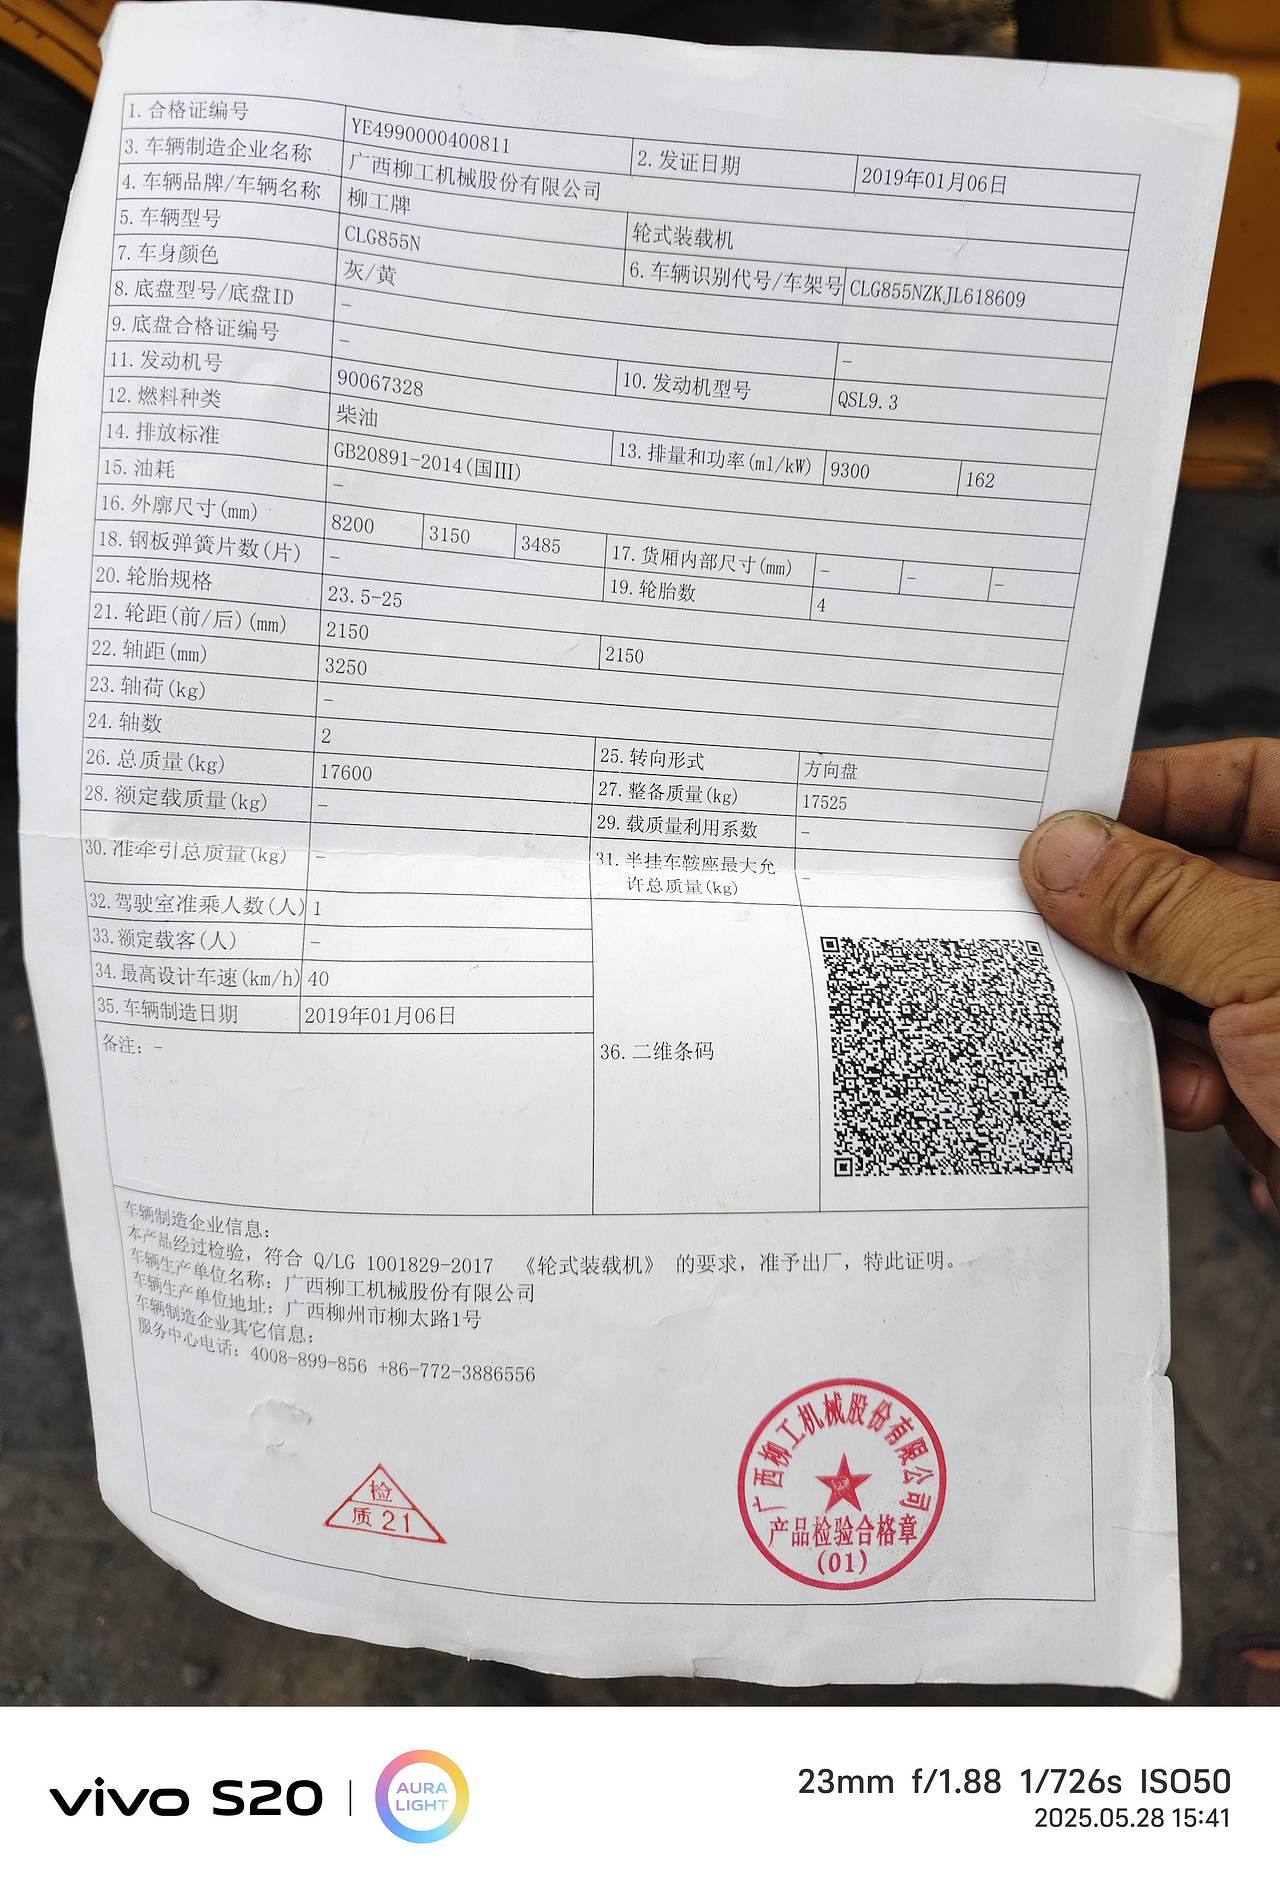 1.合格证编号 YE4990000400811 2.发证日期 2019年01月06日
3.车辆制造企业名称 广西柳工机械股份有限公司
4.车辆品牌/车辆名称 柳工牌 轮式装载机
5.车辆型号 CLG855N 6.车辆识别代号/车架号 CLG855NZKJL618609
7.车身颜色 灰/黄
8.底盘型号/底盘ID - -
9.底盘合格证编号 - 10.发动机型号 QSL9.3
11.发动机号 90067328
12.燃料种类 柴油 13.排量和功率(ml/kW) 9300 162
14.排放标准 GB20891-2014(国III)
15.油耗 -
16.外廓尺寸(mm) 8200 3150 3485 17.货厢内部尺寸(mm) - - -
18.钢板弹簧片数(片) - 19.轮胎数 4
20.轮胎规格 23.5-25
21.轮距(前/后)(mm) 2150 2150
22.轴距(mm) 3250
23.轴荷(kg) -
24.轴数 2 25.转向形式 方向盘
26.总质量(kg) 17600 27.整备质量(kg) 17525
28.额定载质量(kg) - 29.载质量利用系数 -
30.准牵引总质量(kg) - 31.半挂车鞍座最大允
许总质量(kg) -
32.驾驶室准乘人数(人) 1
33.额定载客(人) -
34.最高设计车速(km/h) 40
35.车辆制造日期 2019年01月06日
备注：-
36.二维条码
车辆制造企业信息：
本产品经过检验，符合 Q/LG 1001829-2017 《轮式装载机》 的要求，准予出厂，特此证明。
车辆生产单位名称：广西柳工机械股份有限公司
车辆生产单位地址：广西柳州市柳太路1号
车辆制造企业其它信息：
服务中心电话：4008-899-856 +86-772-3886556
检
质 21
广西柳工机械股份有限公司
产品检验合格章
(01)
vivo S20 | AURA LIGHT
23mm f/1.88 1/726s ISO50
2025.05.28 15:41